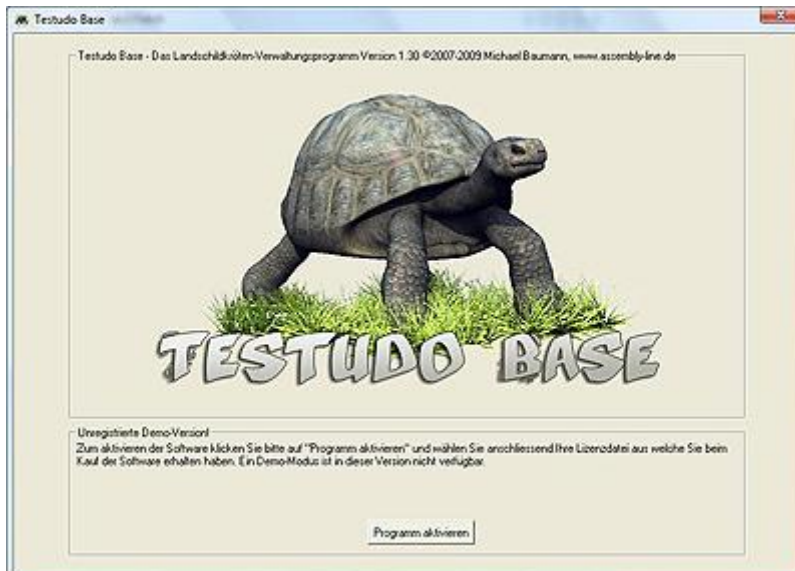 Testudo Base
Testudo Base - Das Landschildkröten-Verwaltungsprogramm Version 1.30 ©2007-2009 Michael Baumann, www.assembly-line.de
TESTUDO BASE
Unregistrierte Demo-Version!
Zum aktivieren der Software klicken Sie bitte auf "Programm aktivieren" und wählen Sie anschliessend Ihre Lizenzdatei aus welche Sie beim
Kauf der Software erhalten haben. Ein Demo-Modus ist in dieser Version nicht verfügbar.
Programm aktivieren